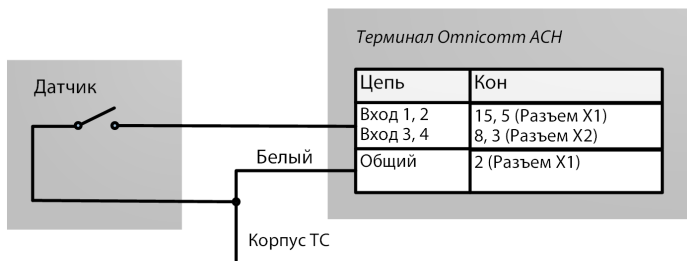 Терминал Omnicomm АСН
Датчик
Цепь Кон
Вход 1, 2 15, 5 (Разъем X1)
Вход 3, 4 8, 3 (Разъем X2)
Белый Общий 2 (Разъем X1)
Корпус ТС